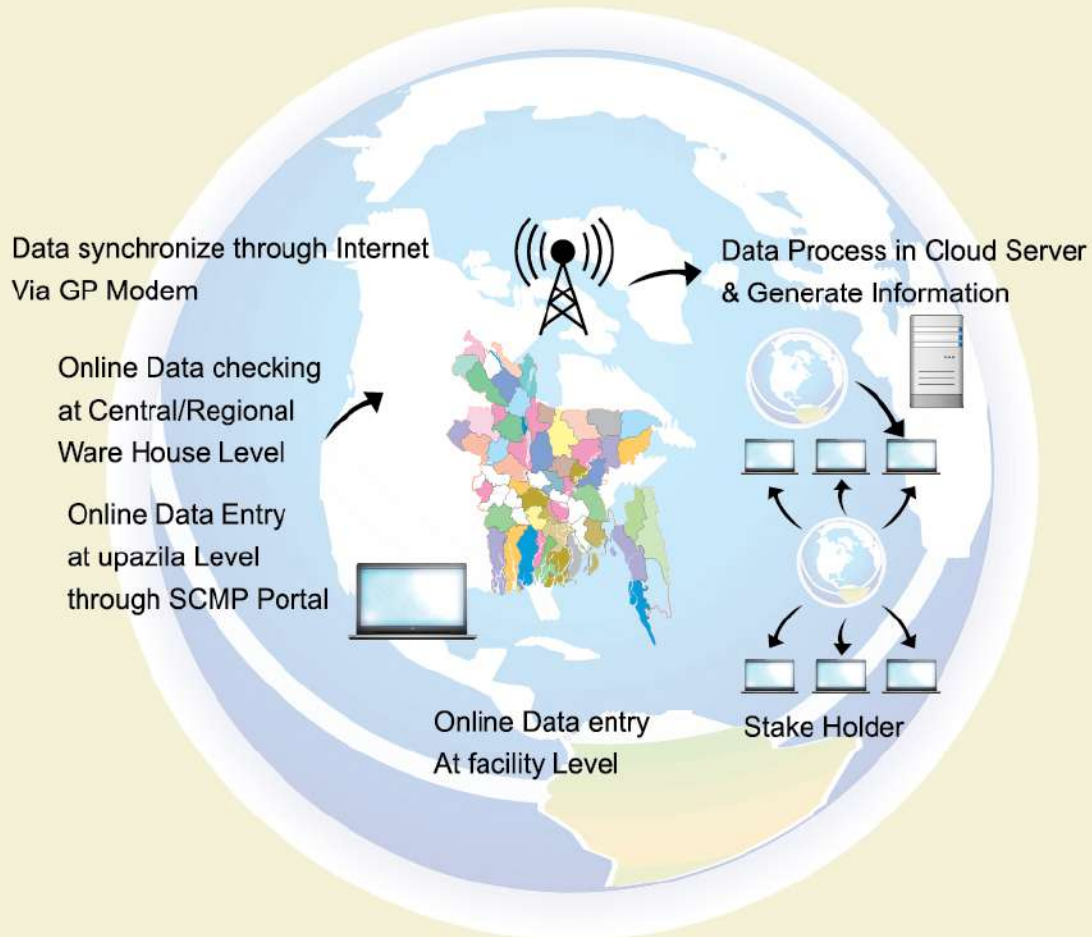 Data synchronize through Internet
Via GP Modem
Data Process in Cloud Server
& Generate Information
Online Data checking
at Central/Regional
Ware House Level
Online Data Entry
at upazila Level
through SCMP Portal
Online Data entry
At facility Level
Stake Holder